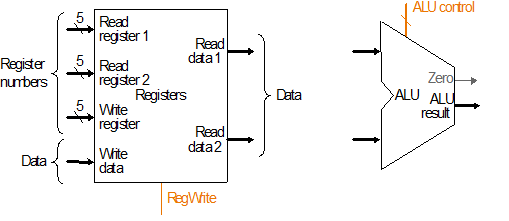 5
Read
register 1
5
Read
register 2
5
Write
register
Write
data
Register
numbers
Data
Registers
Read
data 1
Read
data 2
Data
RegWrite
ALU control
Zero
ALU
ALU
result